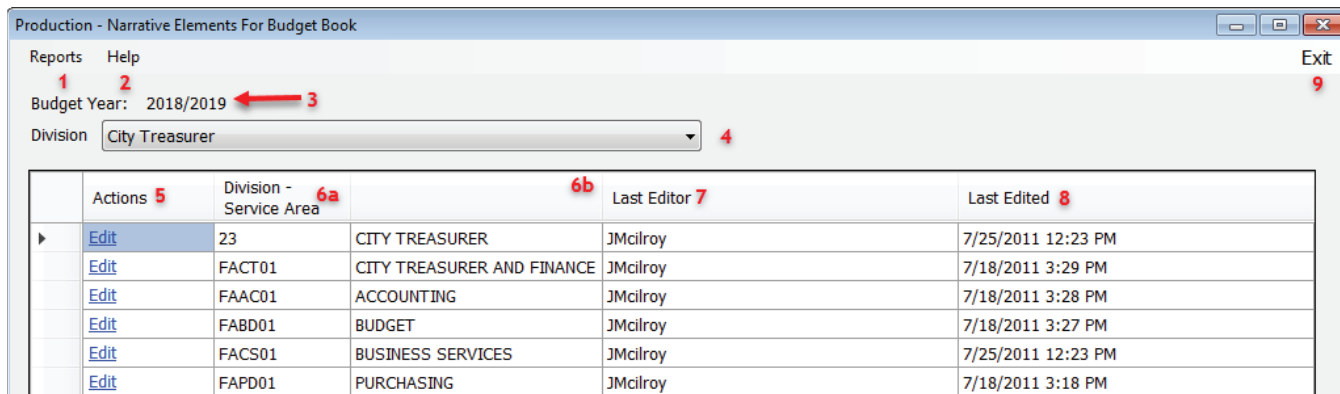 Production - Narrative Elements For Budget Book
Reports Help Exit
1 2 9
Budget Year: 2018/2019 3
Division City Treasurer 4
Actions 5 Division - Service Area 6a 6b Last Editor 7 Last Edited 8
Edit 23 CITY TREASURER JMcilroy 7/25/2011 12:23 PM
Edit FACT01 CITY TREASURER AND FINANCE JMcilroy 7/18/2011 3:29 PM
Edit FAAC01 ACCOUNTING JMcilroy 7/18/2011 3:28 PM
Edit FABD01 BUDGET JMcilroy 7/18/2011 3:27 PM
Edit FACS01 BUSINESS SERVICES JMcilroy 7/25/2011 12:23 PM
Edit FAPD01 PURCHASING JMcilroy 7/18/2011 3:18 PM